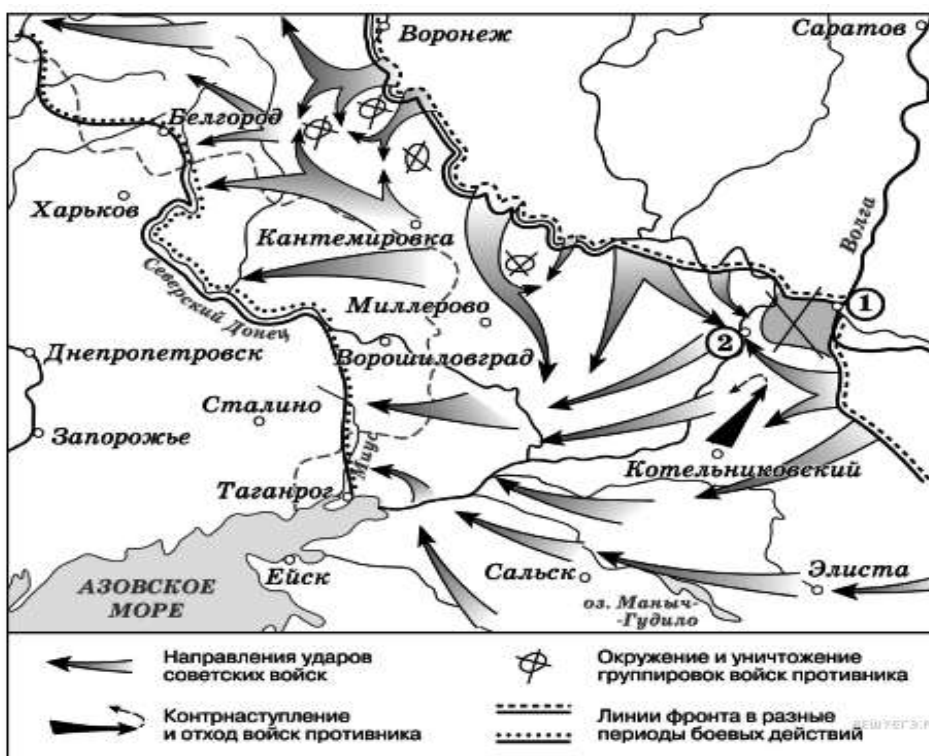 Воронеж
Саратов
Белгород
Волга
Харьков
Кантемировка
Северский Донец
Миллерово
1
Днепропетровск
Ворошиловград
2
Сталино
Запорожье
Миус
Котельниковский
Таганрог
АЗОВСКОЕ
МОРЕ
Ейск
Сальск
Элиста
оз. Маныч-
-Гудило
Направления ударов
советских войск
Окружение и уничтожение
группировок войск противника
Контрнаступление
и отход войск противника
Линии фронта в разные
периоды боевых действий